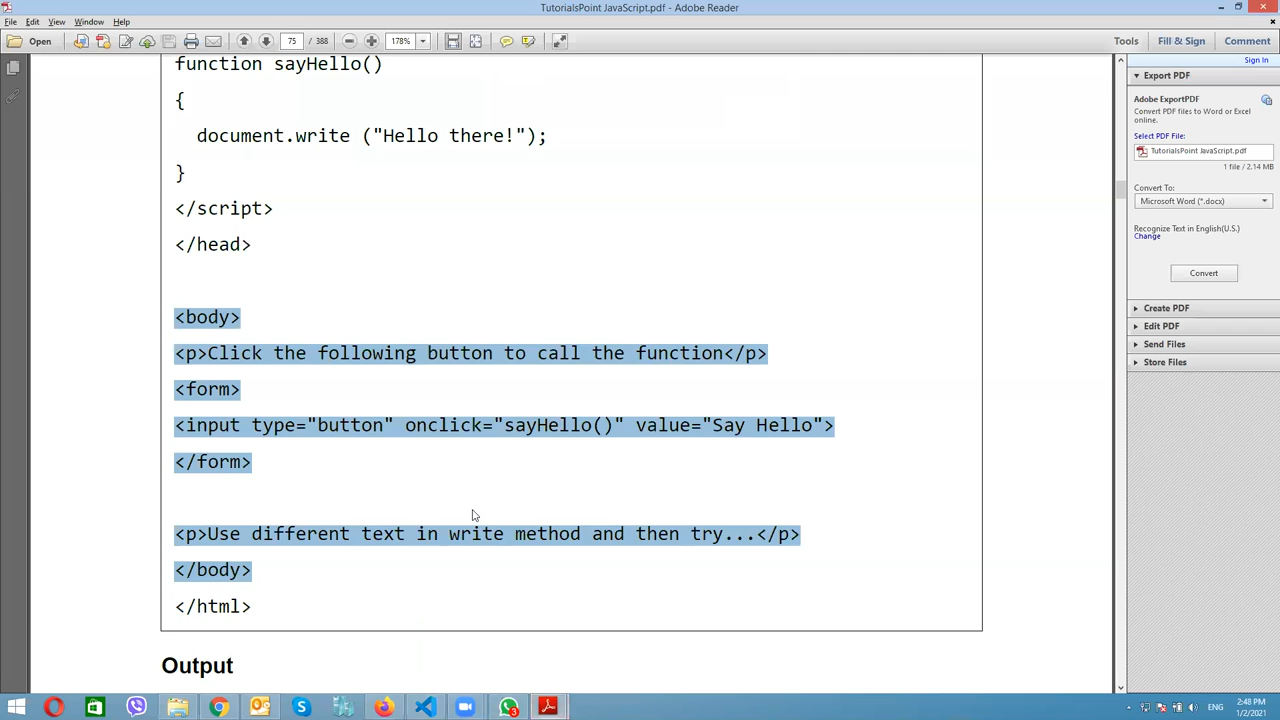 TutorialsPoint JavaScript.pdf - Adobe Reader
File Edit View Window Help
Open 75 / 388 178% Tools Fill & Sign Comment
Sign In
function sayHello()
{
document.write ("Hello there!");
}
</script>
</head>
<body>
<p>Click the following button to call the function</p>
<form>
<input type="button" onclick="sayHello()" value="Say Hello">
</form>
<p>Use different text in write method and then try...</p>
</body>
</html>
Output
Export PDF
Adobe ExportPDF
Convert PDF files to Word or Excel
online.
Select PDF File:
TutorialsPoint JavaScript.pdf
1 file / 2.14 MB
Convert To:
Microsoft Word (*.docx)
Recognize Text in English(U.S.)
Change
Convert
Create PDF
Edit PDF
Send Files
Store Files
3
ENG
2:48 PM
1/2/2021